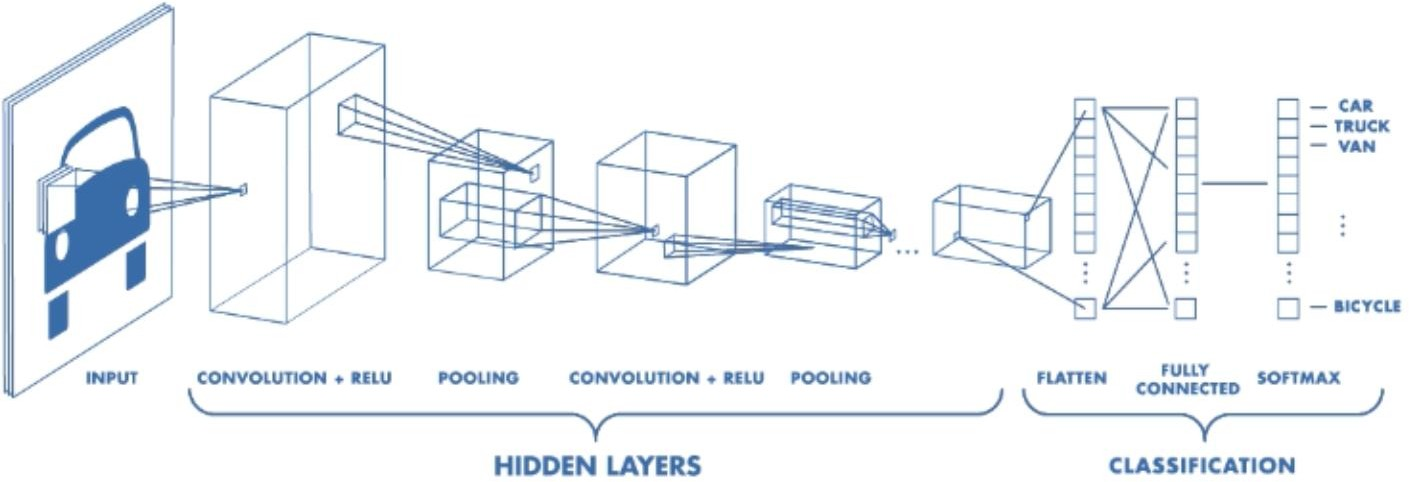 CAR
TRUCK
VAN
BICYCLE
INPUT
CONVOLUTION + RELU
POOLING
CONVOLUTION + RELU
POOLING
FLATTEN
FULLY
CONNECTED
SOFTMAX
HIDDEN LAYERS
CLASSIFICATION